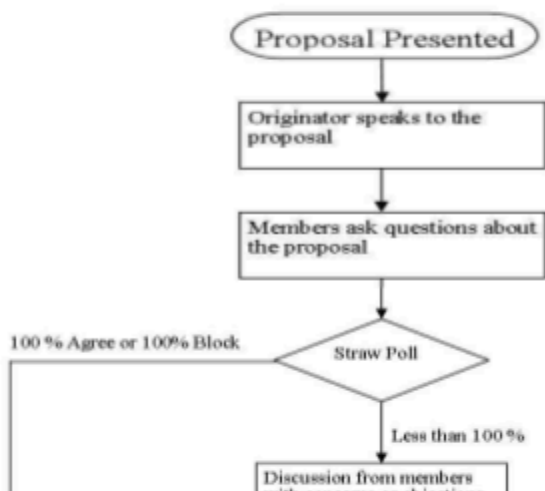 Proposal Presented
Originator speaks to the
proposal
Members ask questions about
the proposal
100 % Agree or 100% Block
Straw Poll
Less than 100 %
Discussion from members